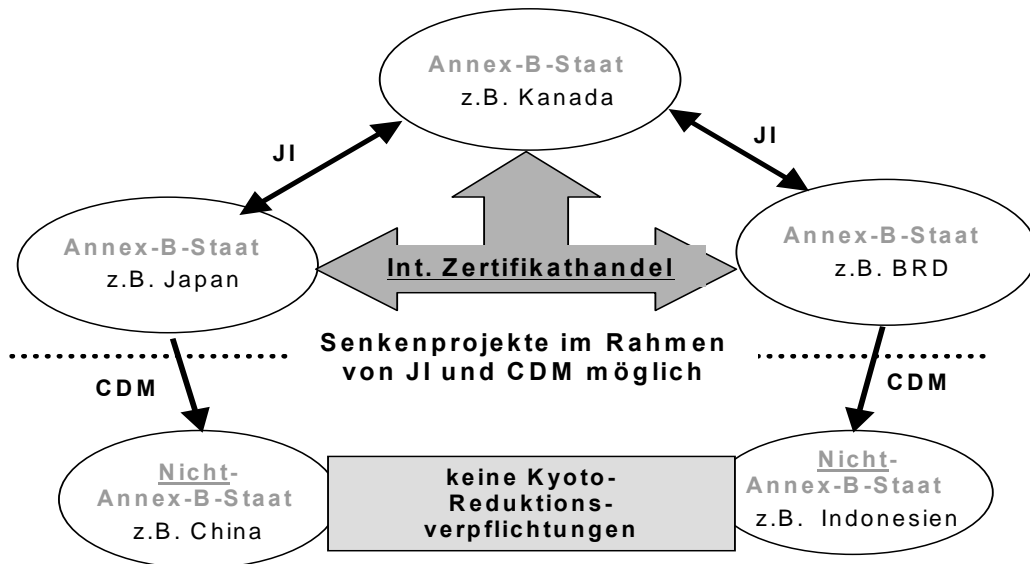 Annex-B-Staat
z.B. Kanada
JI
JI
Annex-B-Staat
z.B. Japan
Int. Zertifikathandel
Annex-B-Staat
z.B. BRD
Senkenprojekte im Rahmen
von JI und CDM möglich
CDM
CDM
Nicht-
Annex-B-Staat
z.B. China
keine Kyoto-
Reduktions-
verpflichtungen
Nicht-
Annex-B-Staat
z.B. Indonesien